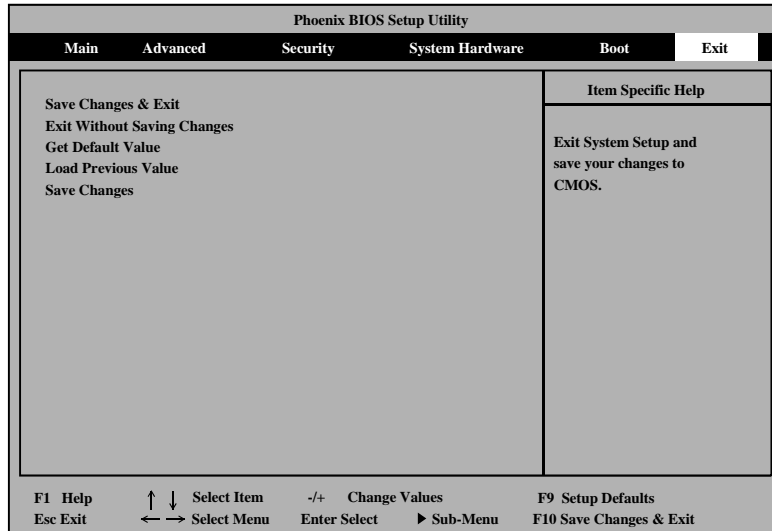 Phoenix BIOS Setup Utility
Main Advanced Security System Hardware Boot Exit
Save Changes & Exit
Exit Without Saving Changes
Get Default Value
Load Previous Value
Save Changes
Item Specific Help
Exit System Setup and
save your changes to
CMOS.
F1 Help ↑ ↓ Select Item -/+ Change Values F9 Setup Defaults
Esc Exit ← → Select Menu Enter Select ▶ Sub-Menu F10 Save Changes & Exit